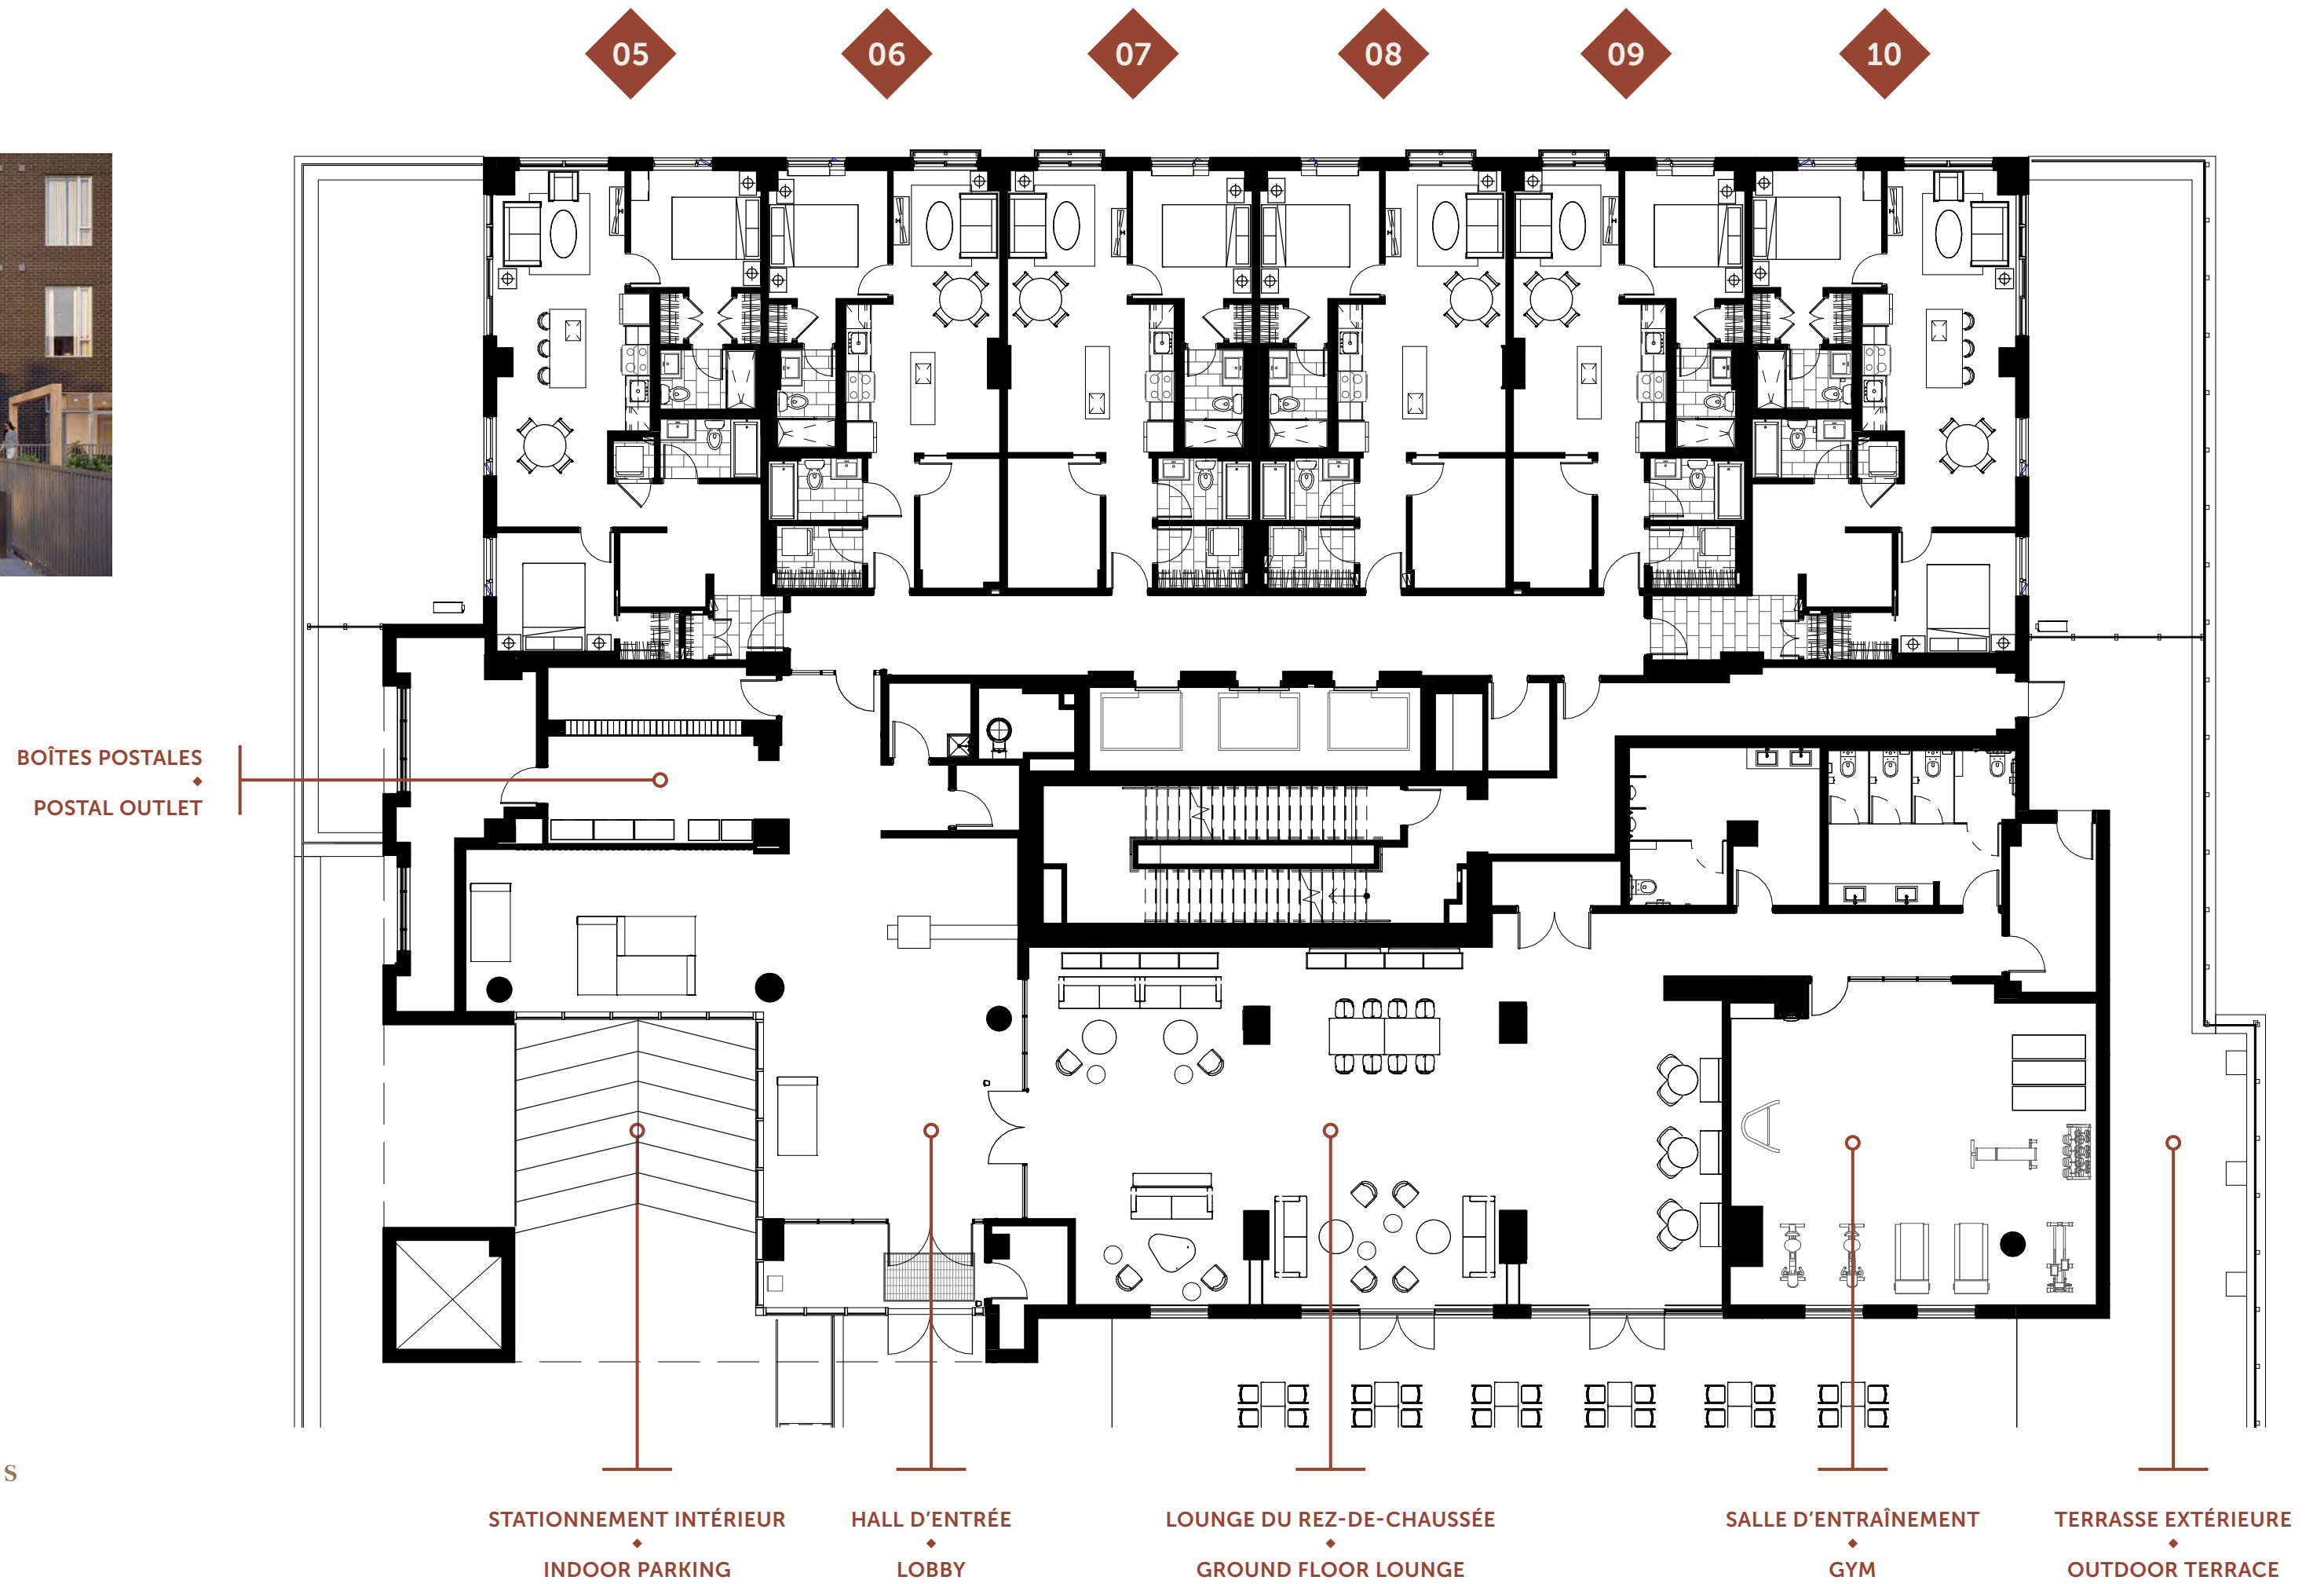 05
06
07
08
09
10
BOÎTES POSTALES
POSTAL OUTLET
S
STATIONNEMENT INTÉRIEUR
INDOOR PARKING
HALL D’ENTRÉE
LOBBY
LOUNGE DU REZ-DE-CHAUSSÉE
GROUND FLOOR LOUNGE
SALLE D’ENTRAÎNEMENT
GYM
TERRASSE EXTÉRIEURE
OUTDOOR TERRACE